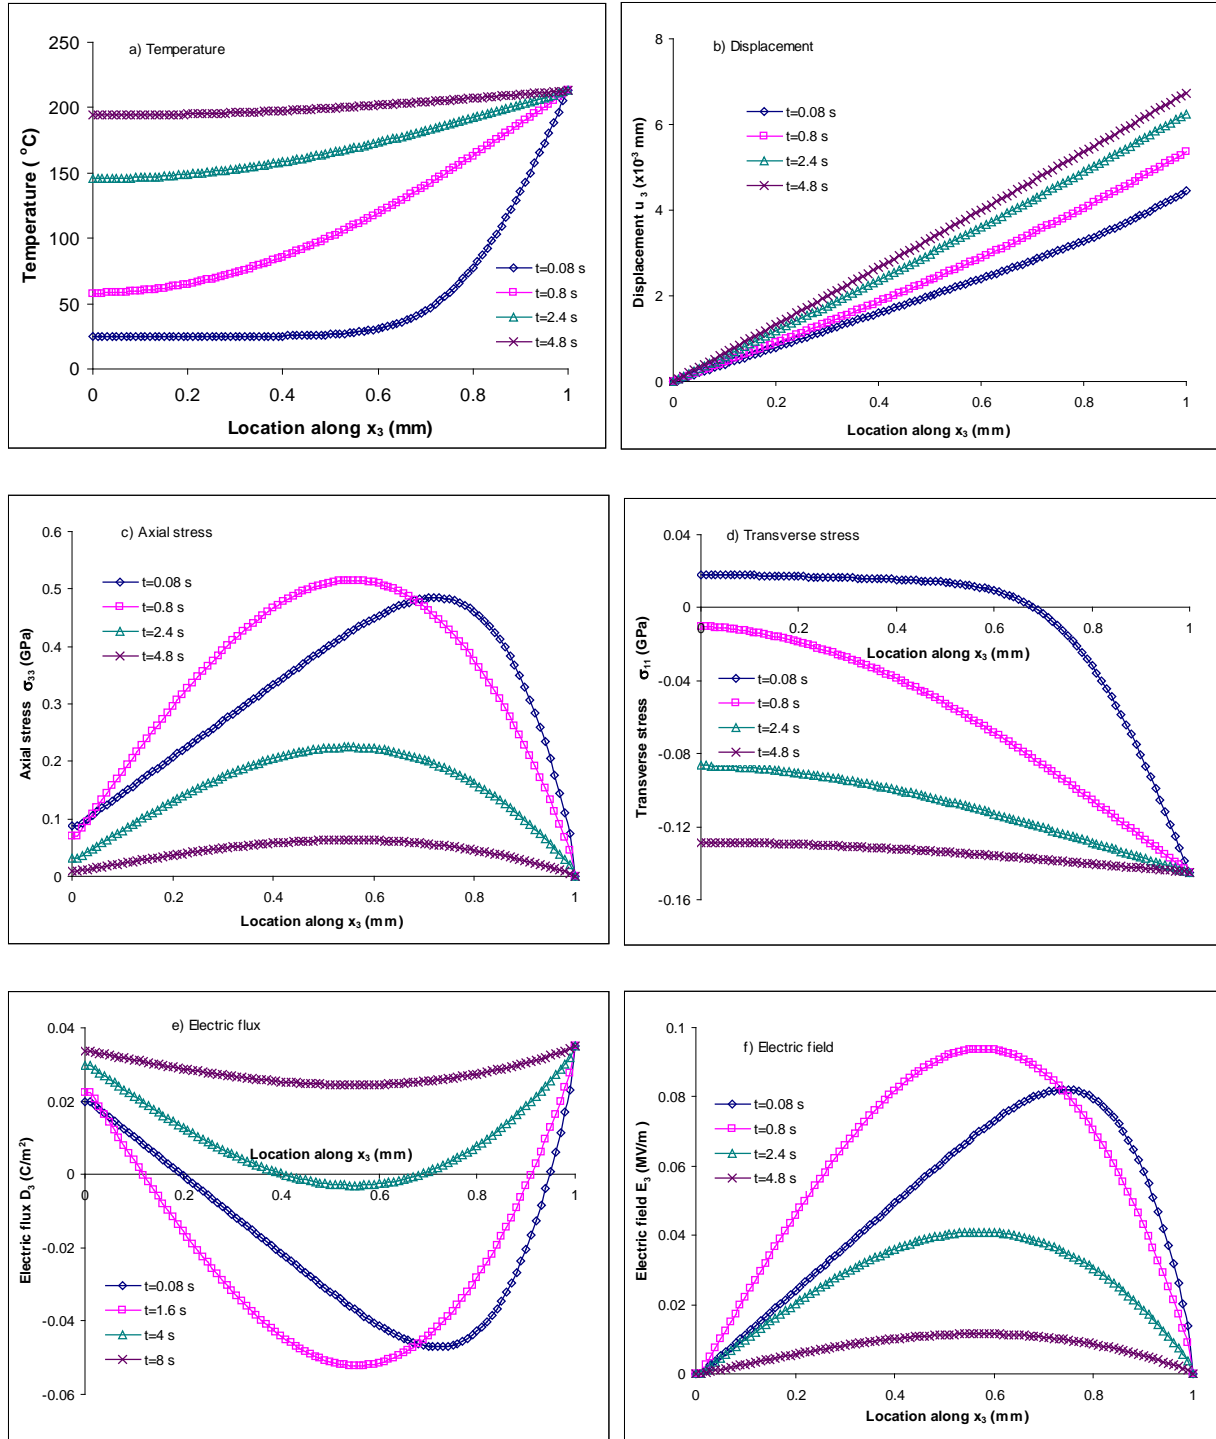 a) Temperature
250
200
150
100
50
0
Temperature ( °C)
t=0.08 s
t=0.8 s
t=2.4 s
t=4.8 s
0 0.2 0.4 0.6 0.8 1
Location along x3 (mm)
b) Displacement
8
6
4
2
0
Displacement u 3 (x10-3 mm)
t=0.08 s
t=0.8 s
t=2.4 s
t=4.8 s
0 0.2 0.4 0.6 0.8 1
Location along x3 (mm)
c) Axial stress
0.6
0.5
0.4
0.3
0.2
0.1
0
Axial stress σ33 (GPa)
t=0.08 s
t=0.8 s
t=2.4 s
t=4.8 s
0 0.2 0.4 0.6 0.8 1
Location along x3 (mm)
d) Transverse stress
0.04
0
-0.04
-0.08
-0.12
-0.16
Transverse stress σ11 (GPa)
0 0.2 0.4 0.6 0.8 1
Location along x3 (mm)
t=0.08 s
t=0.8 s
t=2.4 s
t=4.8 s
e) Electric flux
0.04
0.02
0
-0.02
-0.04
-0.06
Electric flux D3 (C/m2)
Location along x3 (mm)
0 0.2 0.4 0.6 0.8 1
t=0.08 s
t=1.6 s
t=4 s
t=8 s
f) Electric field
0.1
0.08
0.06
0.04
0.02
0
Electric field E3 (MV/m )
t=0.08 s
t=0.8 s
t=2.4 s
t=4.8 s
0 0.2 0.4 0.6 0.8 1
Location along x3 (mm)